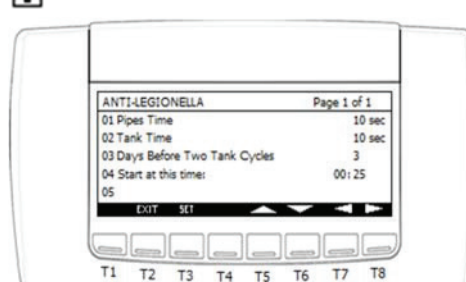 ANTI-LEGIONELLA Page 1 of 1
01 Pipes Time 10 sec
02 Tank Time 10 sec
03 Days Before Two Tank Cycles 3
04 Start at this time: 00:25
05
EXIT SET
T1 T2 T3 T4 T5 T6 T7 T8